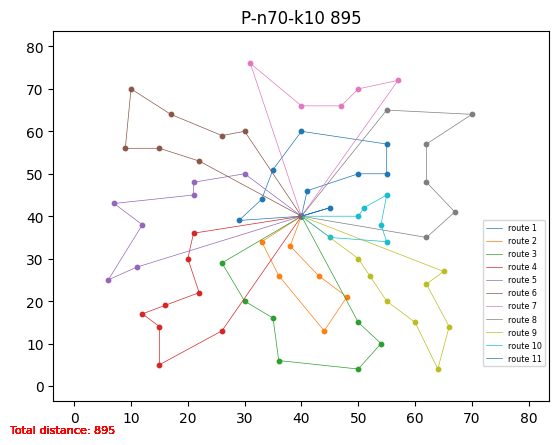 P-n70-k10 895
80
70
60
50
40
30
20
10
0
0 10 20 30 40 50 60 70 80
route 1
route 2
route 3
route 4
route 5
route 6
route 7
route 8
route 9
route 10
route 11
Total distance: 895